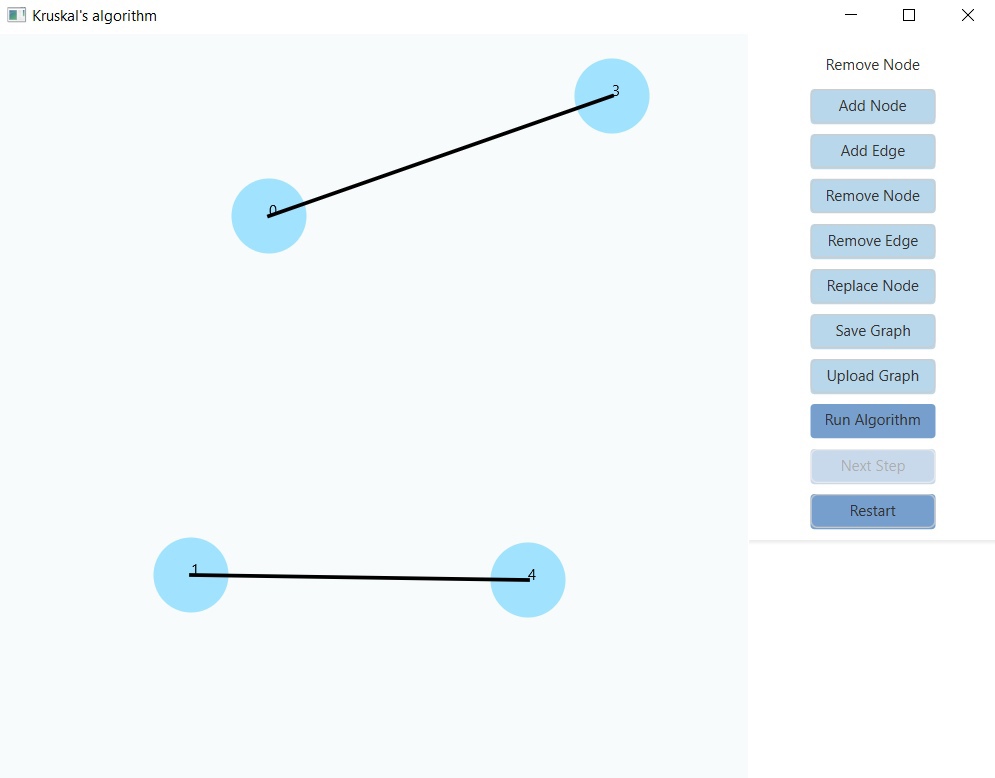 Kruskal's algorithm
Remove Node
3
Add Node
Add Edge
Remove Node
0
Remove Edge
Replace Node
Save Graph
Upload Graph
Run Algorithm
Next Step
Restart
1
4